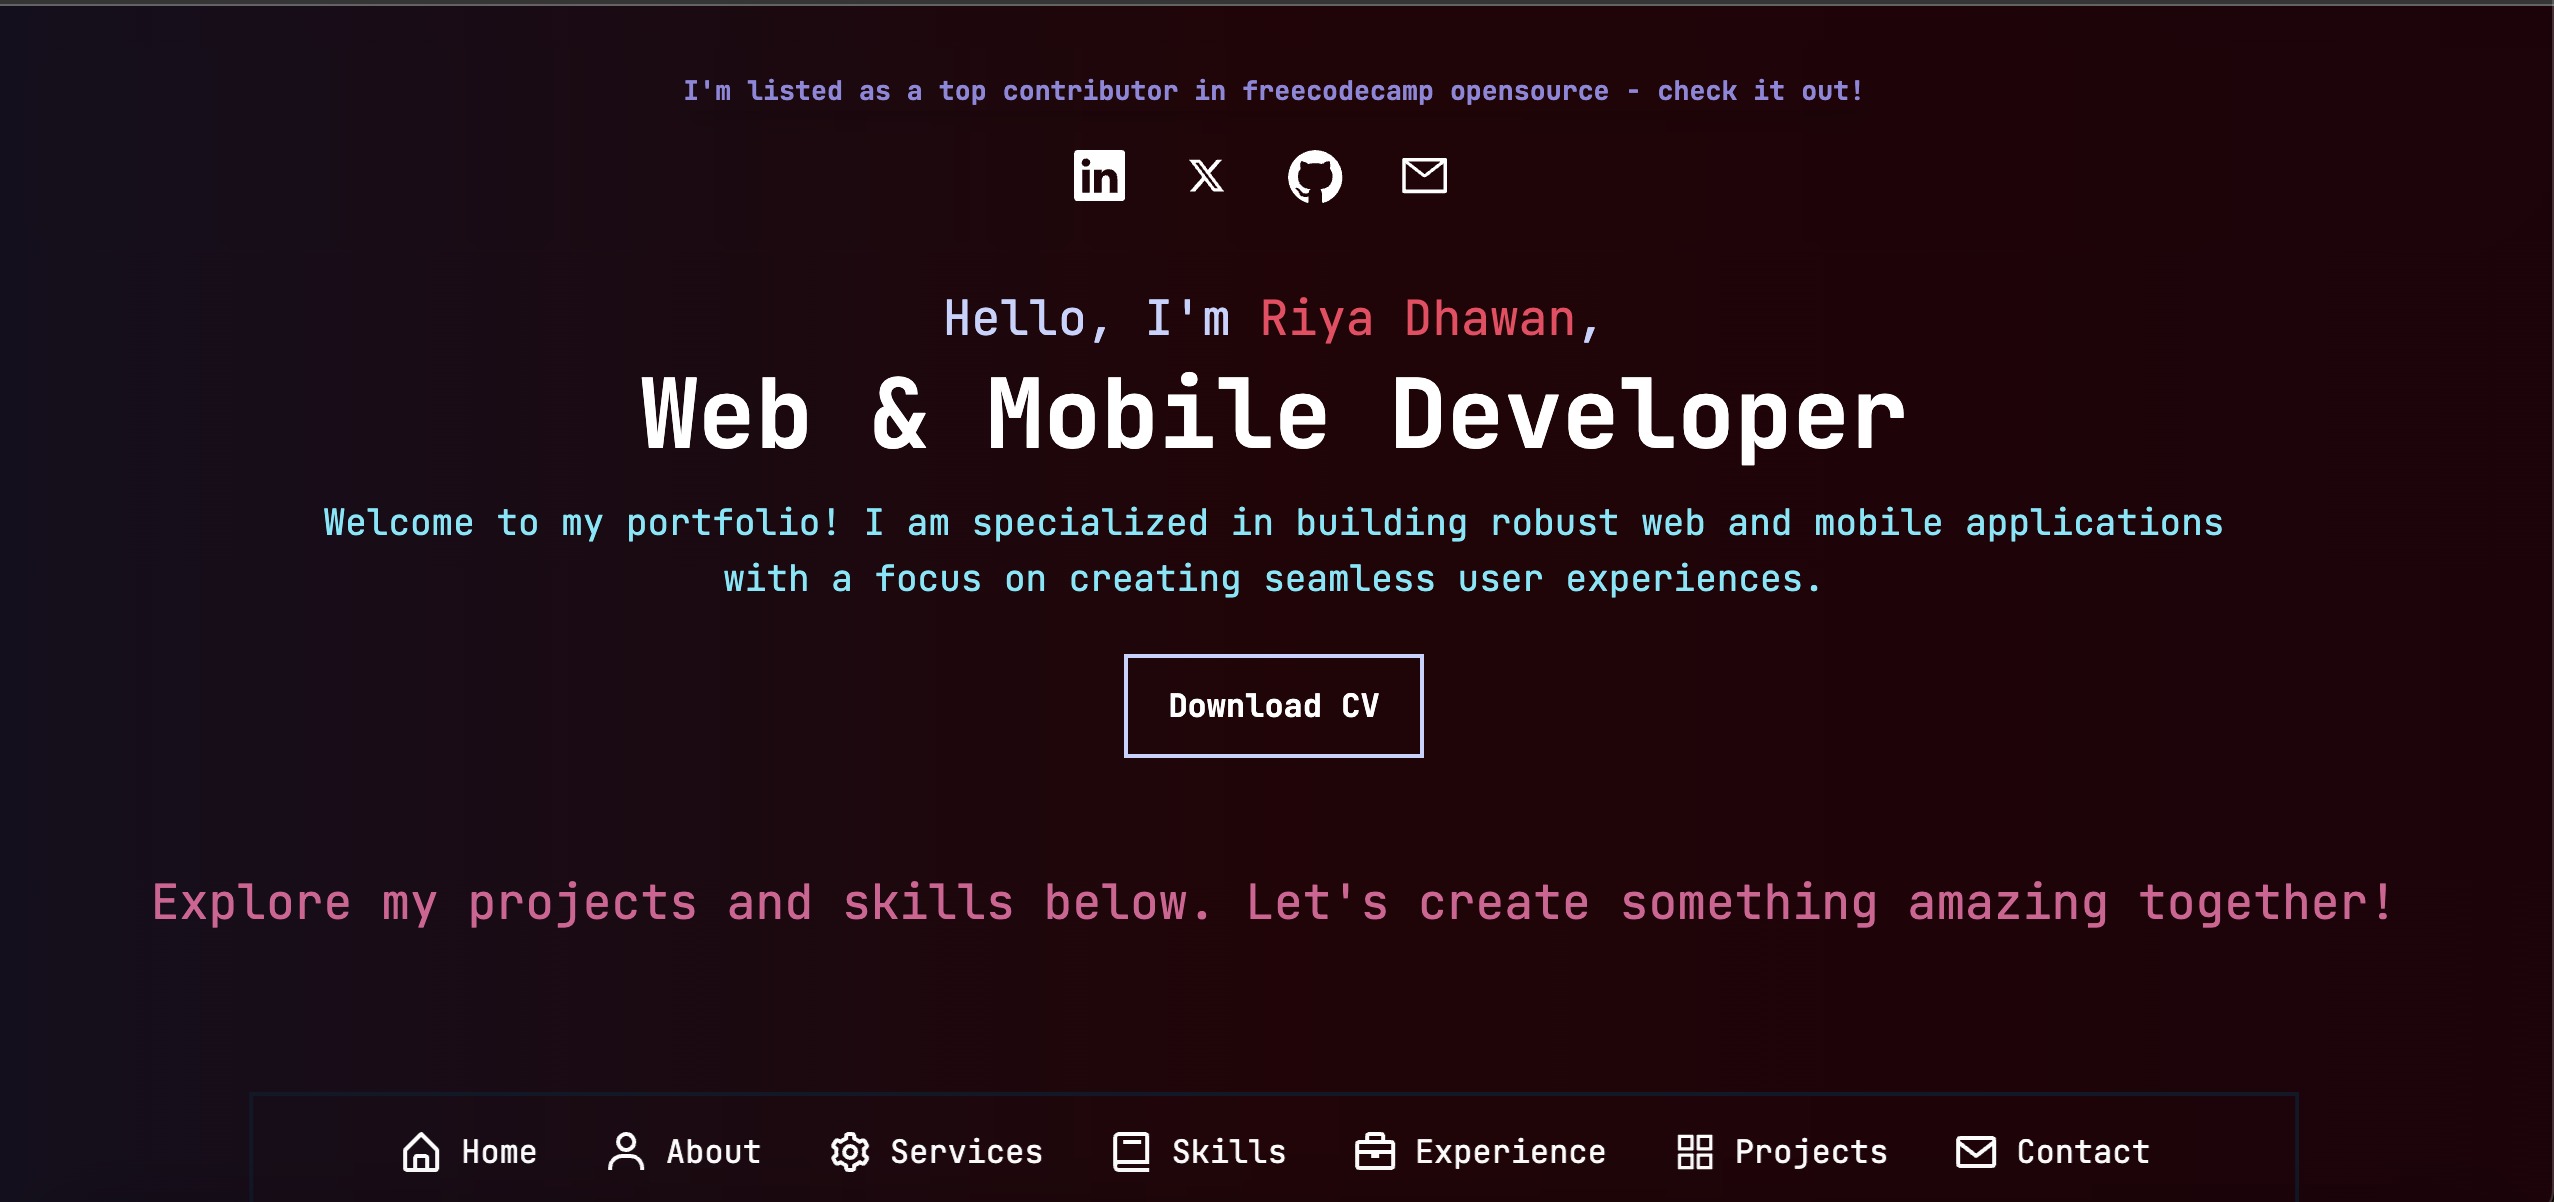 I'm listed as a top contributor in freecodecamp opensource - check it out!
in
X
Hello, I'm Riya Dhawan,
Web & Mobile Developer
Welcome to my portfolio! I am specialized in building robust web and mobile applications
with a focus on creating seamless user experiences.
Download CV
Explore my projects and skills below. Let's create something amazing together!
Home About Services Skills Experience Projects Contact